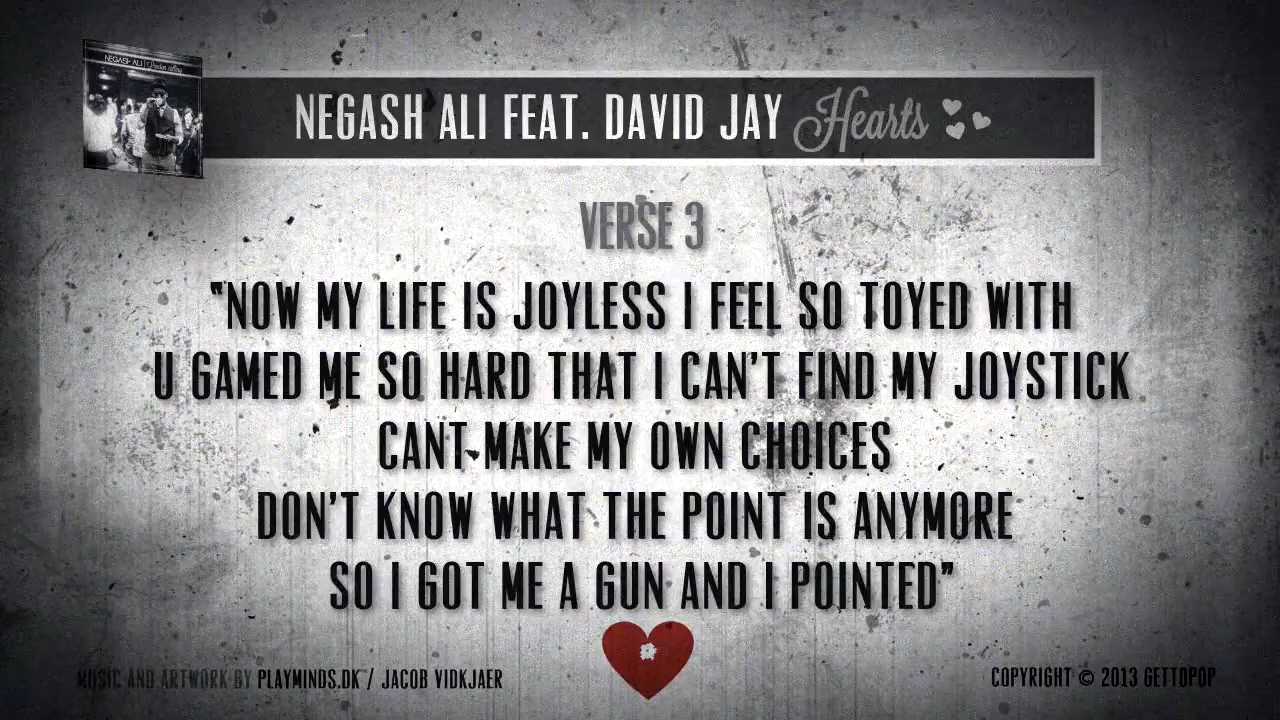 NEGASH ALI
NEGASH ALI FEAT. DAVID JAY Hearts
VERSE 3
"NOW MY LIFE IS JOYLESS I FEEL SO TOYED WITH
U GAMED ME SO HARD THAT I CAN'T FIND MY JOYSTICK
CANT MAKE MY OWN CHOICES
DON'T KNOW WHAT THE POINT IS ANYMORE
SO I GOT ME A GUN AND I POINTED"
MUSIC AND ARTWORK BY PLAYMINDS.DK / JACOB VIDKJAER
COPYRIGHT © 2013 GETTOPOP